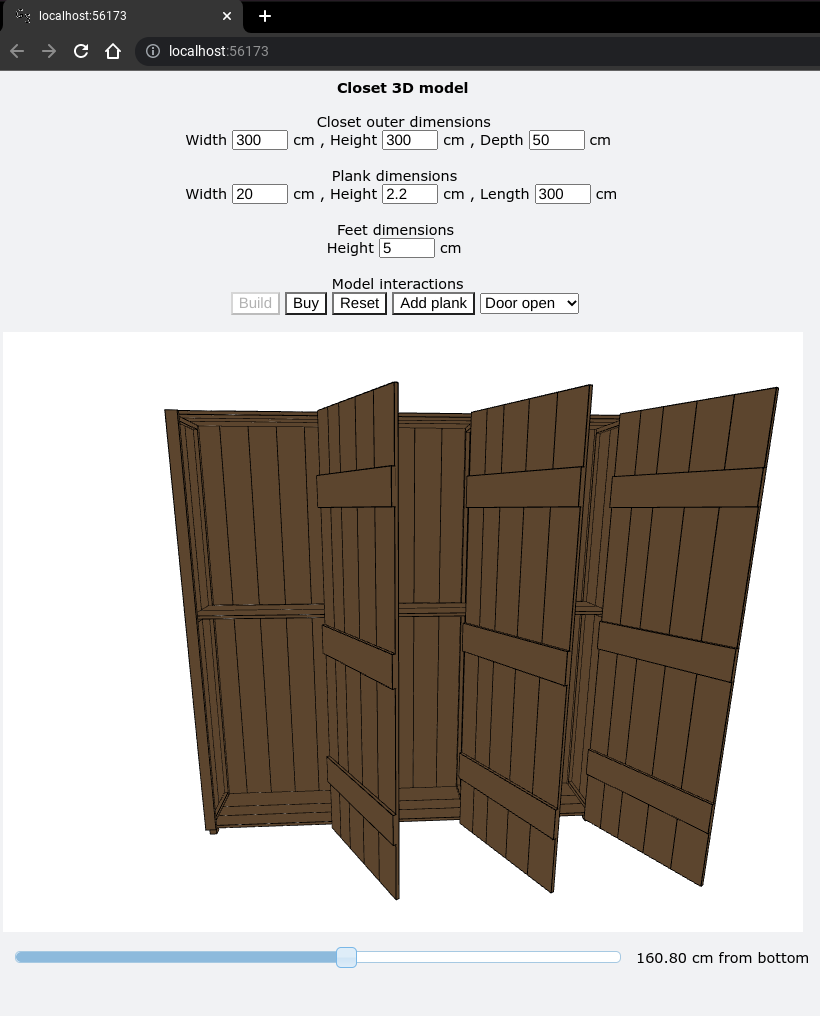 localhost:56173
localhost:56173
Closet 3D model
Closet outer dimensions
Width 300 cm , Height 300 cm , Depth 50 cm
Plank dimensions
Width 20 cm , Height 2.2 cm , Length 300 cm
Feet dimensions
Height 5 cm
Model interactions
Build Buy Reset Add plank Door open
160.80 cm from bottom